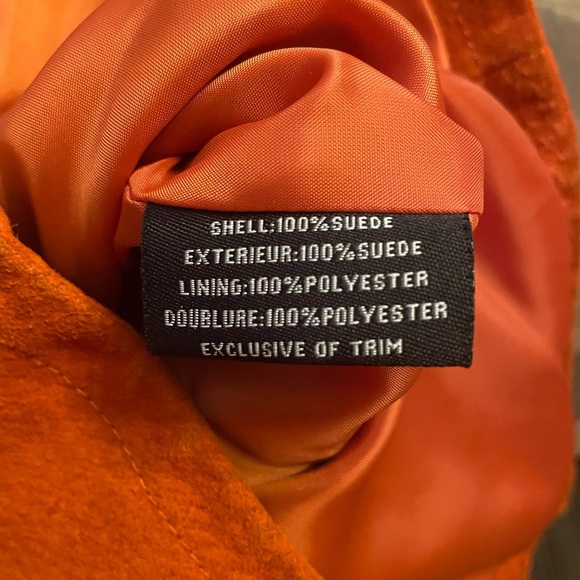 SHELL:100%SUEDE
EXTERIEUR:100%SUEDE
LINING:100%POLYESTER
DOUBLURE:100%POLYESTER
EXCLUSIVE OF TRIM